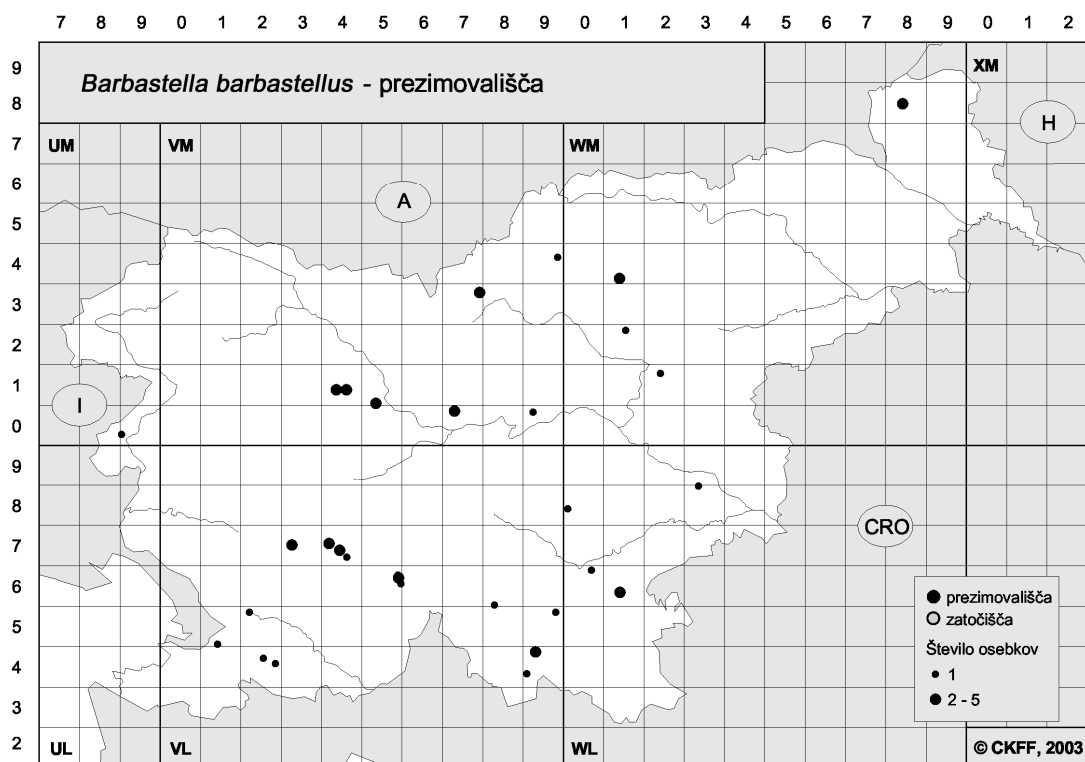 7 8 9 0 1 2 3 4 5 6 7 8 9 0 1 2 3 4 5 6 7 8 9 0 1 2
Barbastella barbastellus - prezimovališča
9
8
7
6
5
4
3
2
1
0
9
8
7
6
5
4
3
2
XM
H
UM VM WM
A
I
CRO
prezimovališča
zatočišča
Število osebkov
1
2 - 5
UL VL WL
© CKFF, 2003